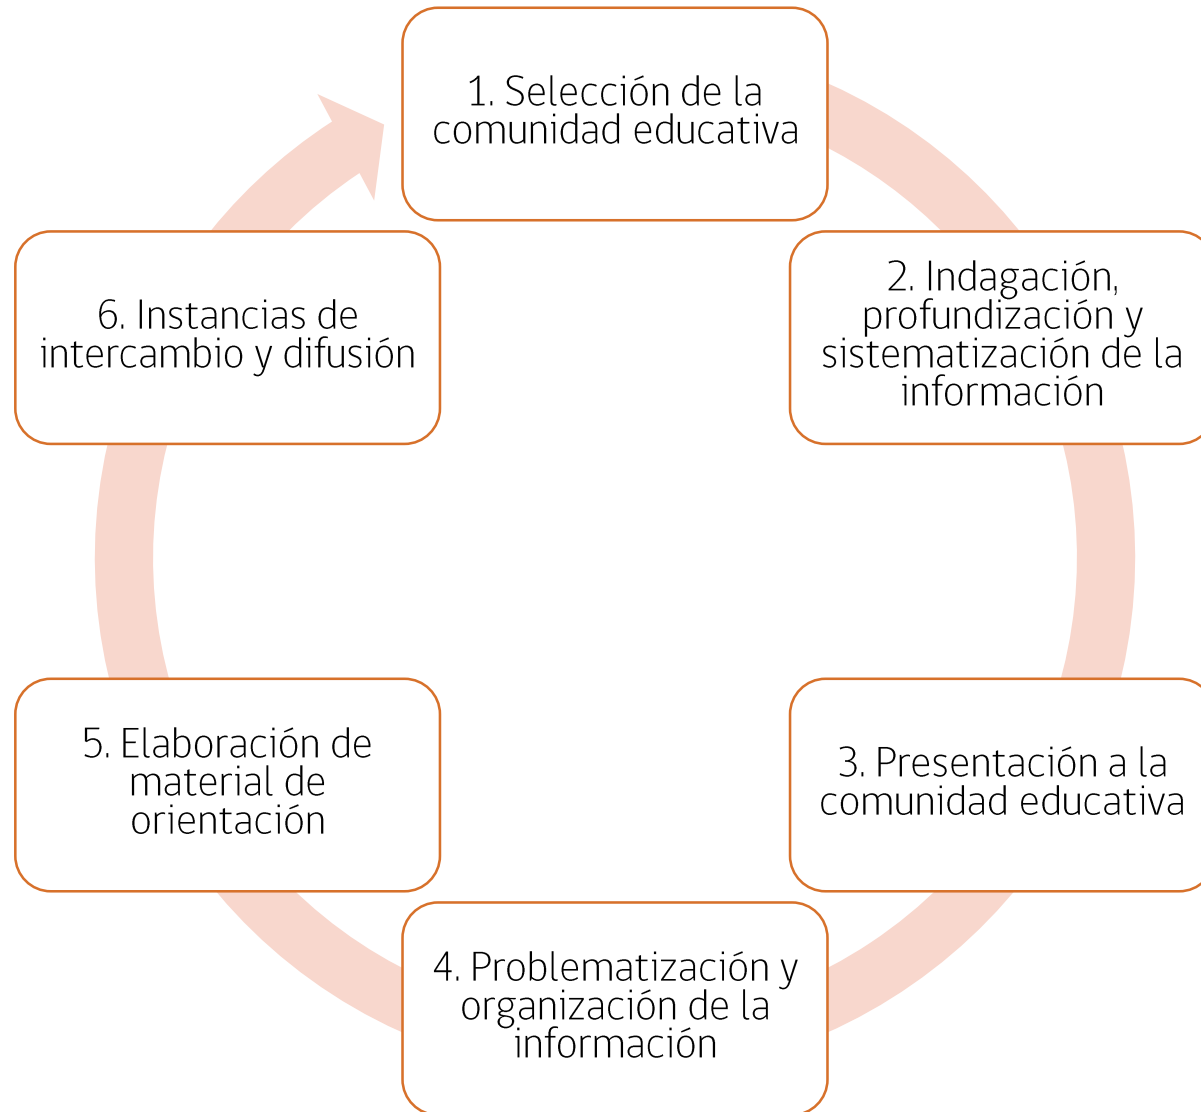 1. Selección de la
comunidad educativa
2. Indagación,
profundización y
sistematización de la
información
3. Presentación a la
comunidad educativa
4. Problematización y
organización de la
información
5. Elaboración de
material de
orientación
6. Instancias de
intercambio y difusión